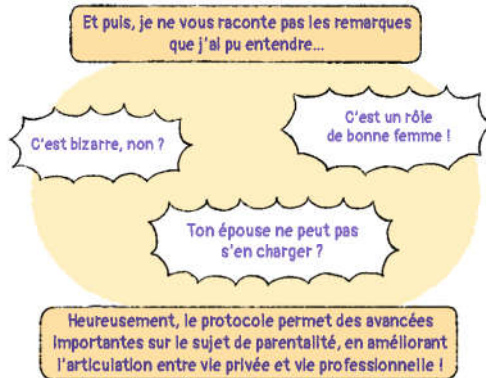 Et puis, je ne vous raconte pas les remarques
que j'ai pu entendre...
C'est bizarre, non ?
C'est un rôle
de bonne femme !
Ton épouse ne peut pas
s'en charger ?
Heureusement, le protocole permet des avancées
importantes sur le sujet de parentalité, en améliorant
l'articulation entre vie privée et vie professionnelle !